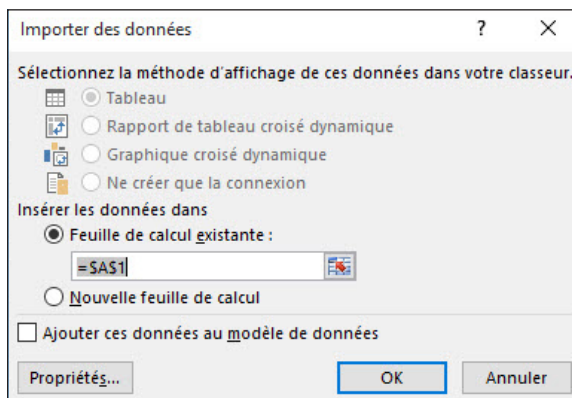 Importer des données
?
Sélectionnez la méthode d'affichage de ces données dans votre classeur.
Tableau
Rapport de tableau croisé dynamique
Graphique croisé dynamique
Ne créer que la connexion
Insérer les données dans
Feuille de calcul existante :
=$A$1
Nouvelle feuille de calcul
Ajouter ces données au modèle de données
Propriétés... OK Annuler